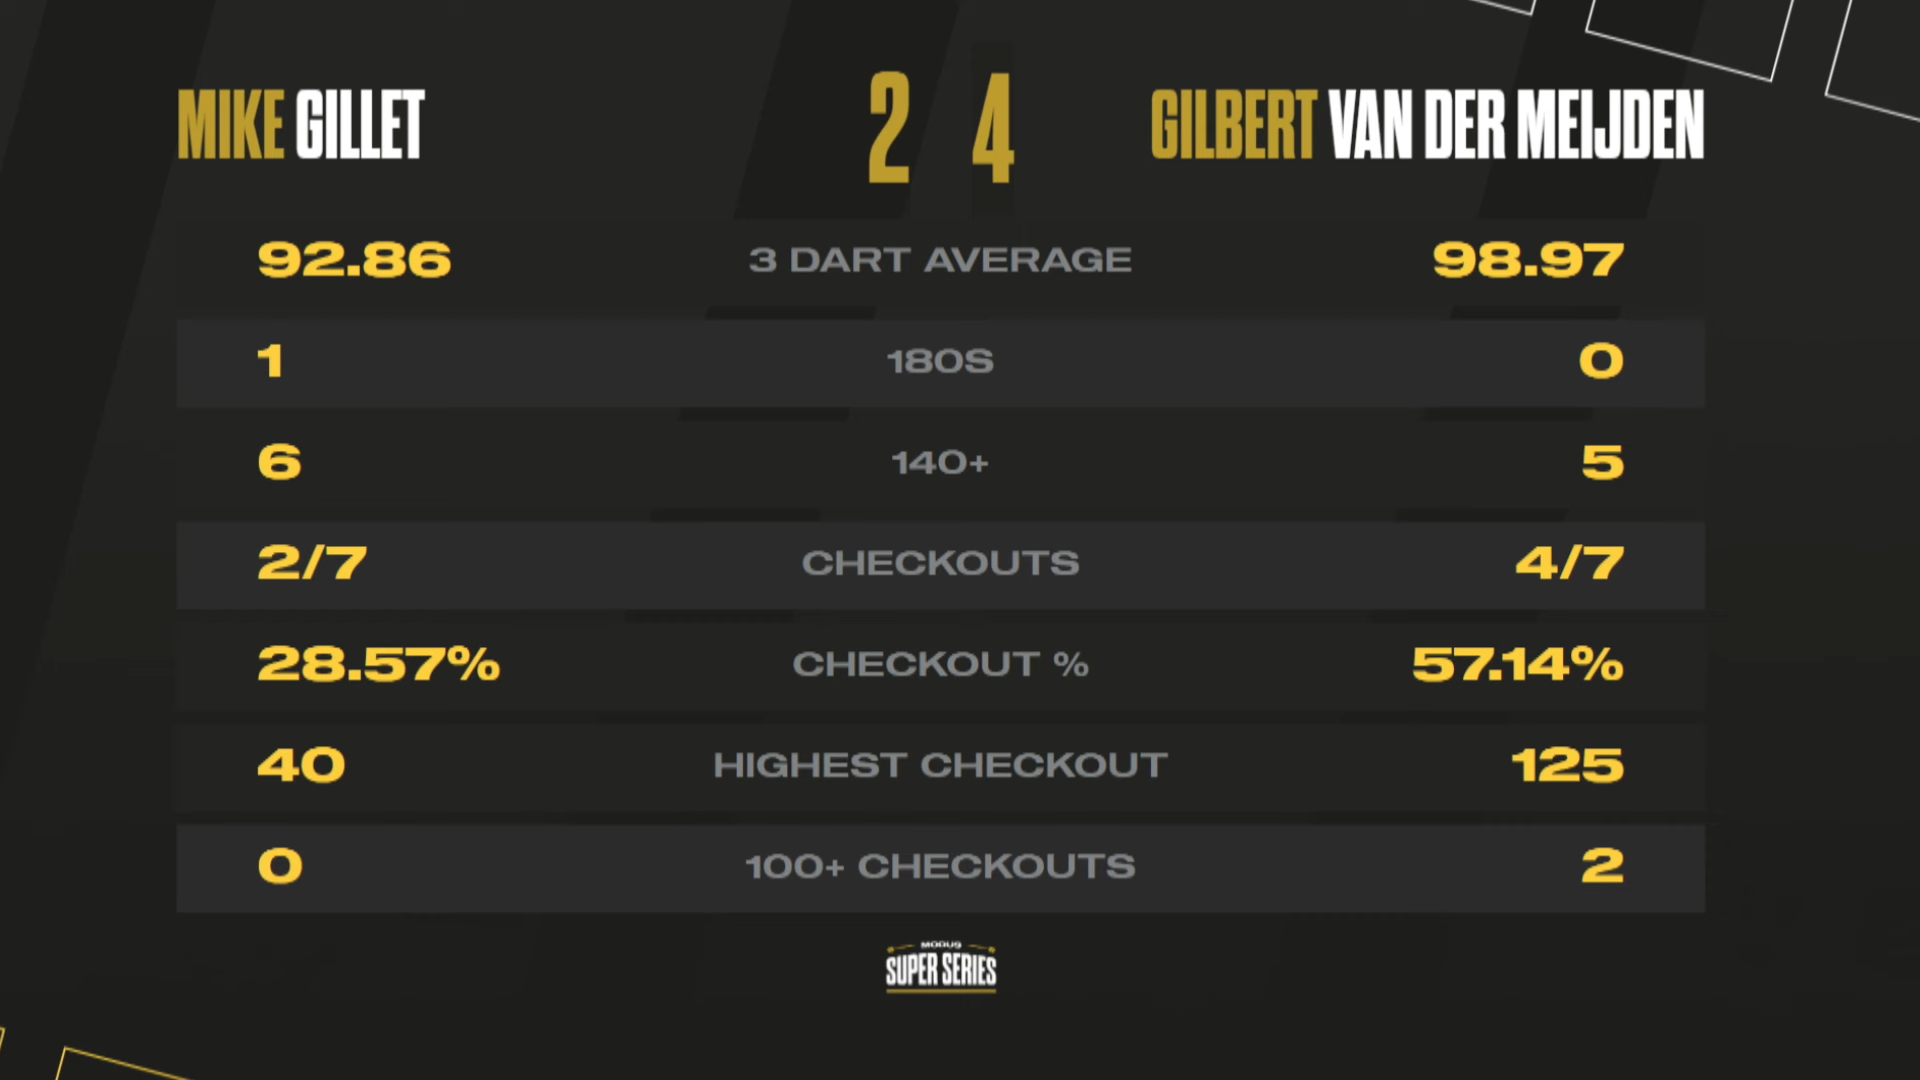 MIKE GILLET 2 4 GILBERT VAN DER MEIJDEN
92.86 3 DART AVERAGE 98.97
1 180S 0
6 140+ 5
2/7 CHECKOUTS 4/7
28.57% CHECKOUT % 57.14%
40 HIGHEST CHECKOUT 125
0 100+ CHECKOUTS 2
MODUS
SUPER SERIES